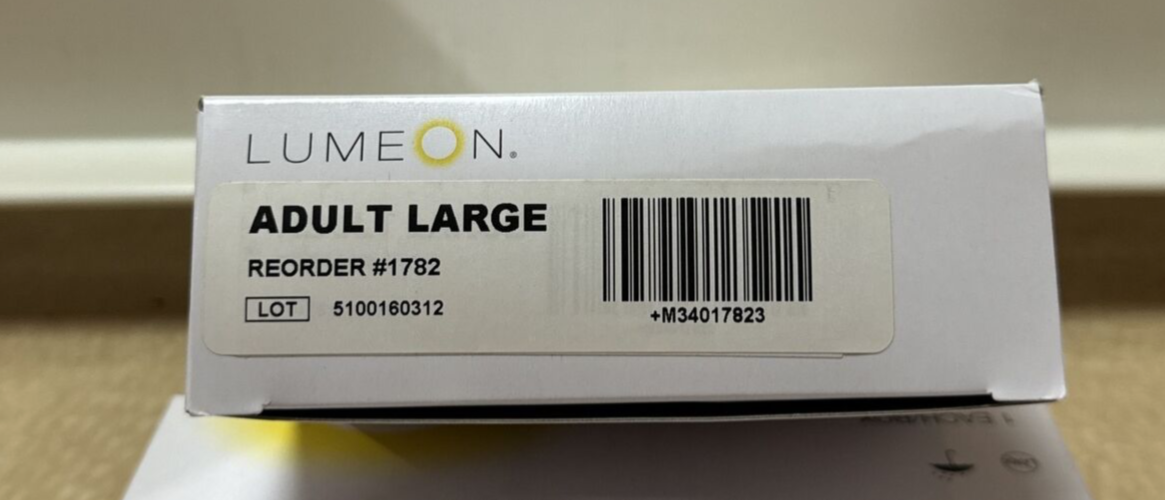 LUMEON®
ADULT LARGE
REORDER #1782
LOT 5100160312
+M34017823